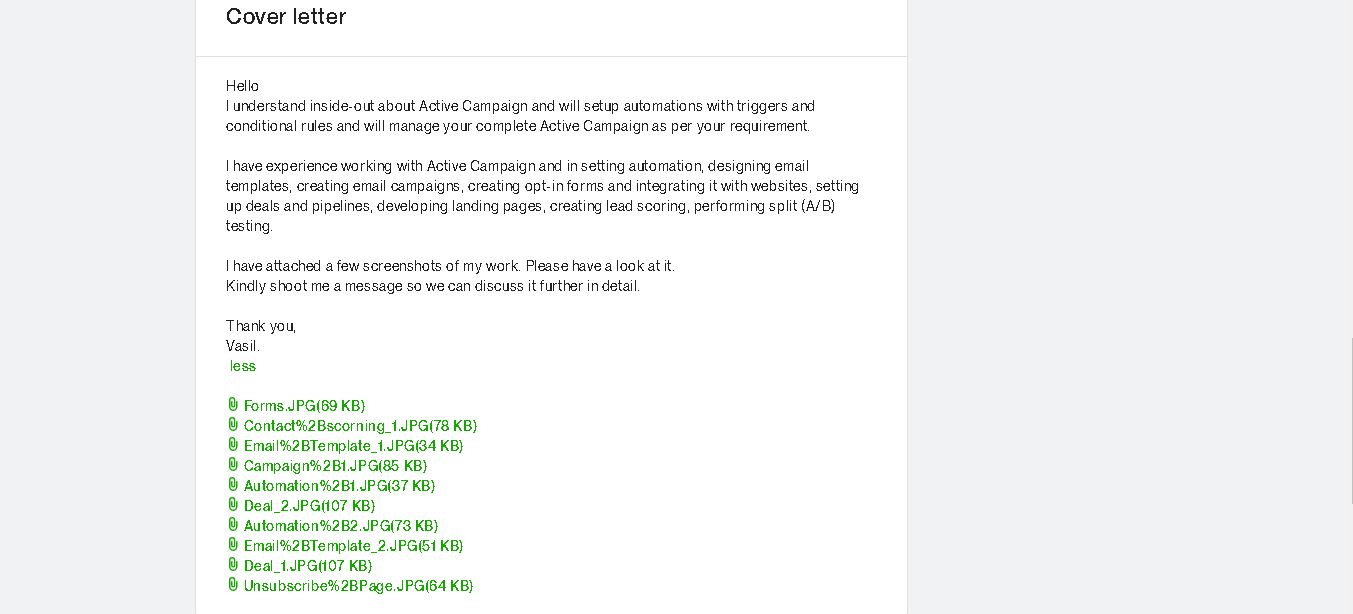 Cover letter
Hello
I understand inside-out about Active Campaign and will setup automations with triggers and
conditional rules and will manage your complete Active Campaign as per your requirement.
I have experience working with Active Campaign and in setting automation, designing email
templates, creating email campaigns, creating opt-in forms and integrating it with websites, setting
up deals and pipelines, developing landing pages, creating lead scoring, performing split (A/B)
testing.
I have attached a few screenshots of my work. Please have a look at it.
Kindly shoot me a message so we can discuss it further in detail.
Thank you,
Vasil.
less
Forms.JPG(69 KB)
Contact%2Bscorning_1.JPG(78 KB)
Email%2BTemplate_1.JPG(34 KB)
Campaign%2B1.JPG(85 KB)
Automation%2B1.JPG(37 KB)
Deal_2.JPG(107 KB)
Automation%2B2.JPG(73 KB)
Email%2BTemplate_2.JPG(51 KB)
Deal_1.JPG(107 KB)
Unsubscribe%2BPage.JPG(64 KB)